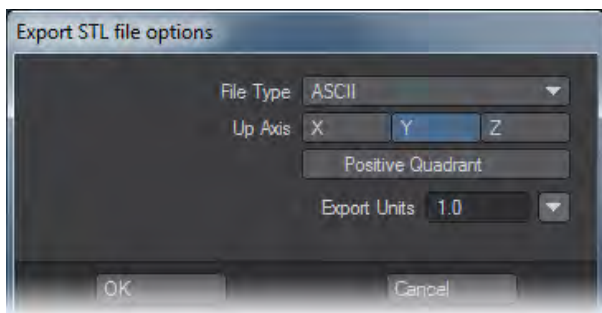 Export STL file options
File Type ASCII
Up Axis X Y Z
Positive Quadrant
Export Units 1.0
OK Cancel